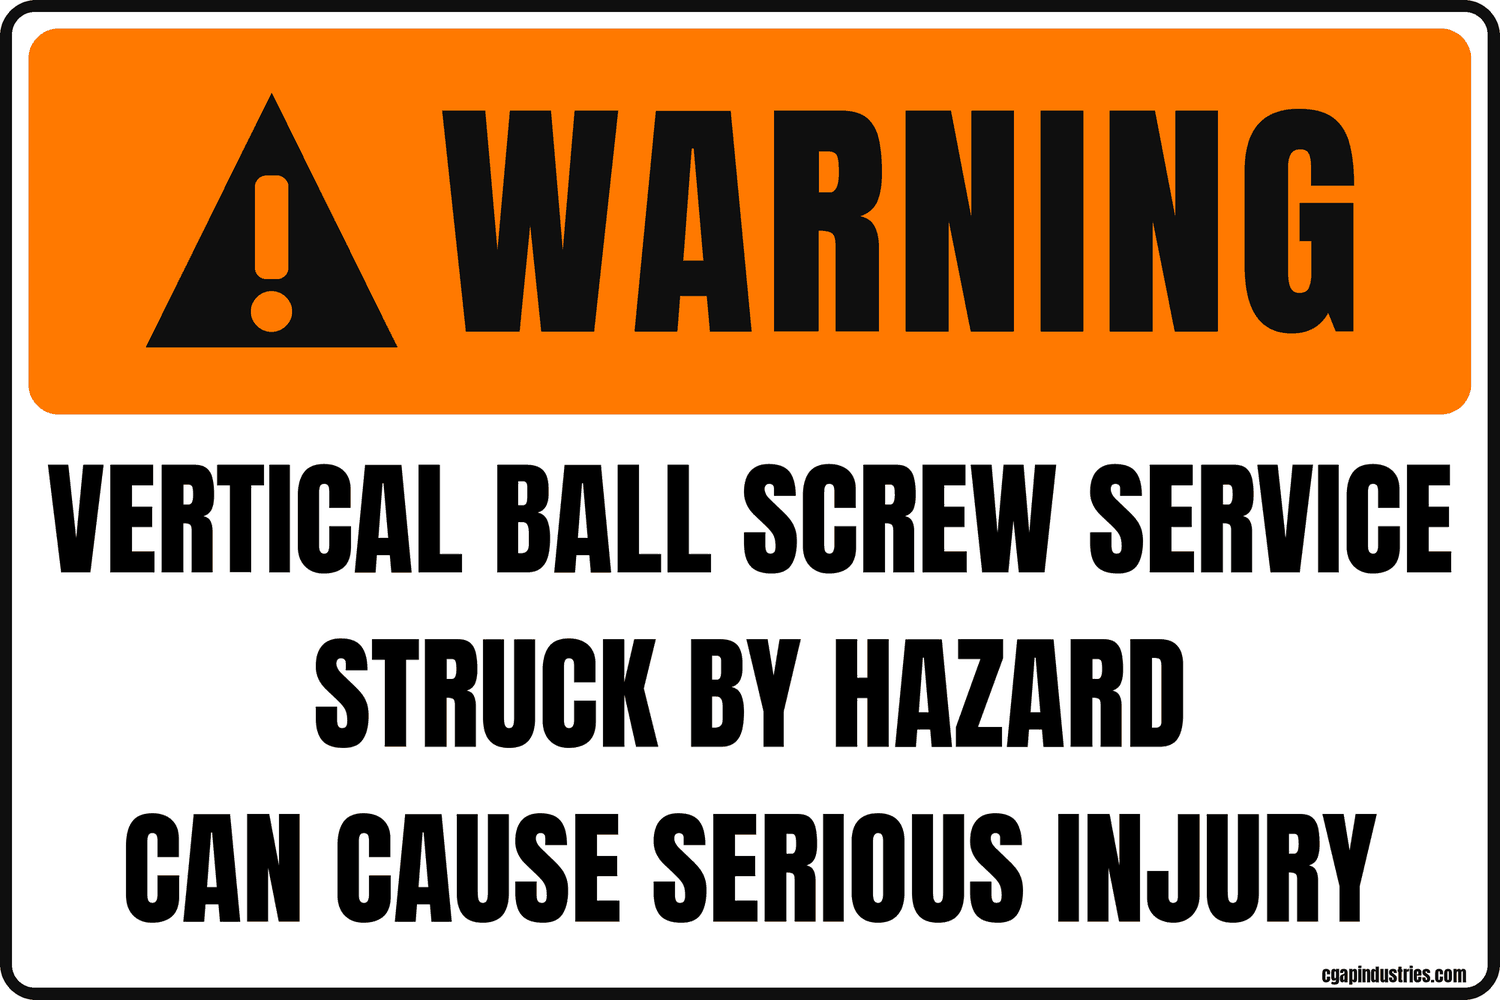 WARNING
VERTICAL BALL SCREW SERVICE
STRUCK BY HAZARD
CAN CAUSE SERIOUS INJURY
cgapindustries.com